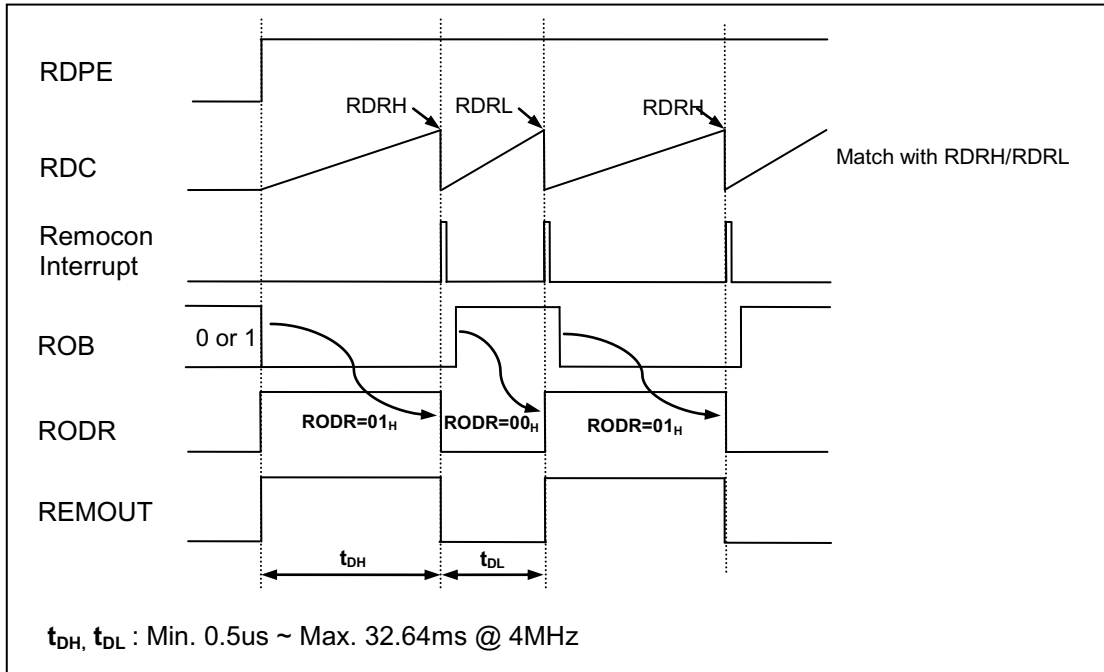 RDPE
RDRH RDRL RDRH
RDC
Match with RDRH/RDRL
Remocon
Interrupt
ROB
0 or 1
RODR
RODR=01H RODR=00H RODR=01H
REMOUT
tDH tDL
tDH, tDL : Min. 0.5us ~ Max. 32.64ms @ 4MHz